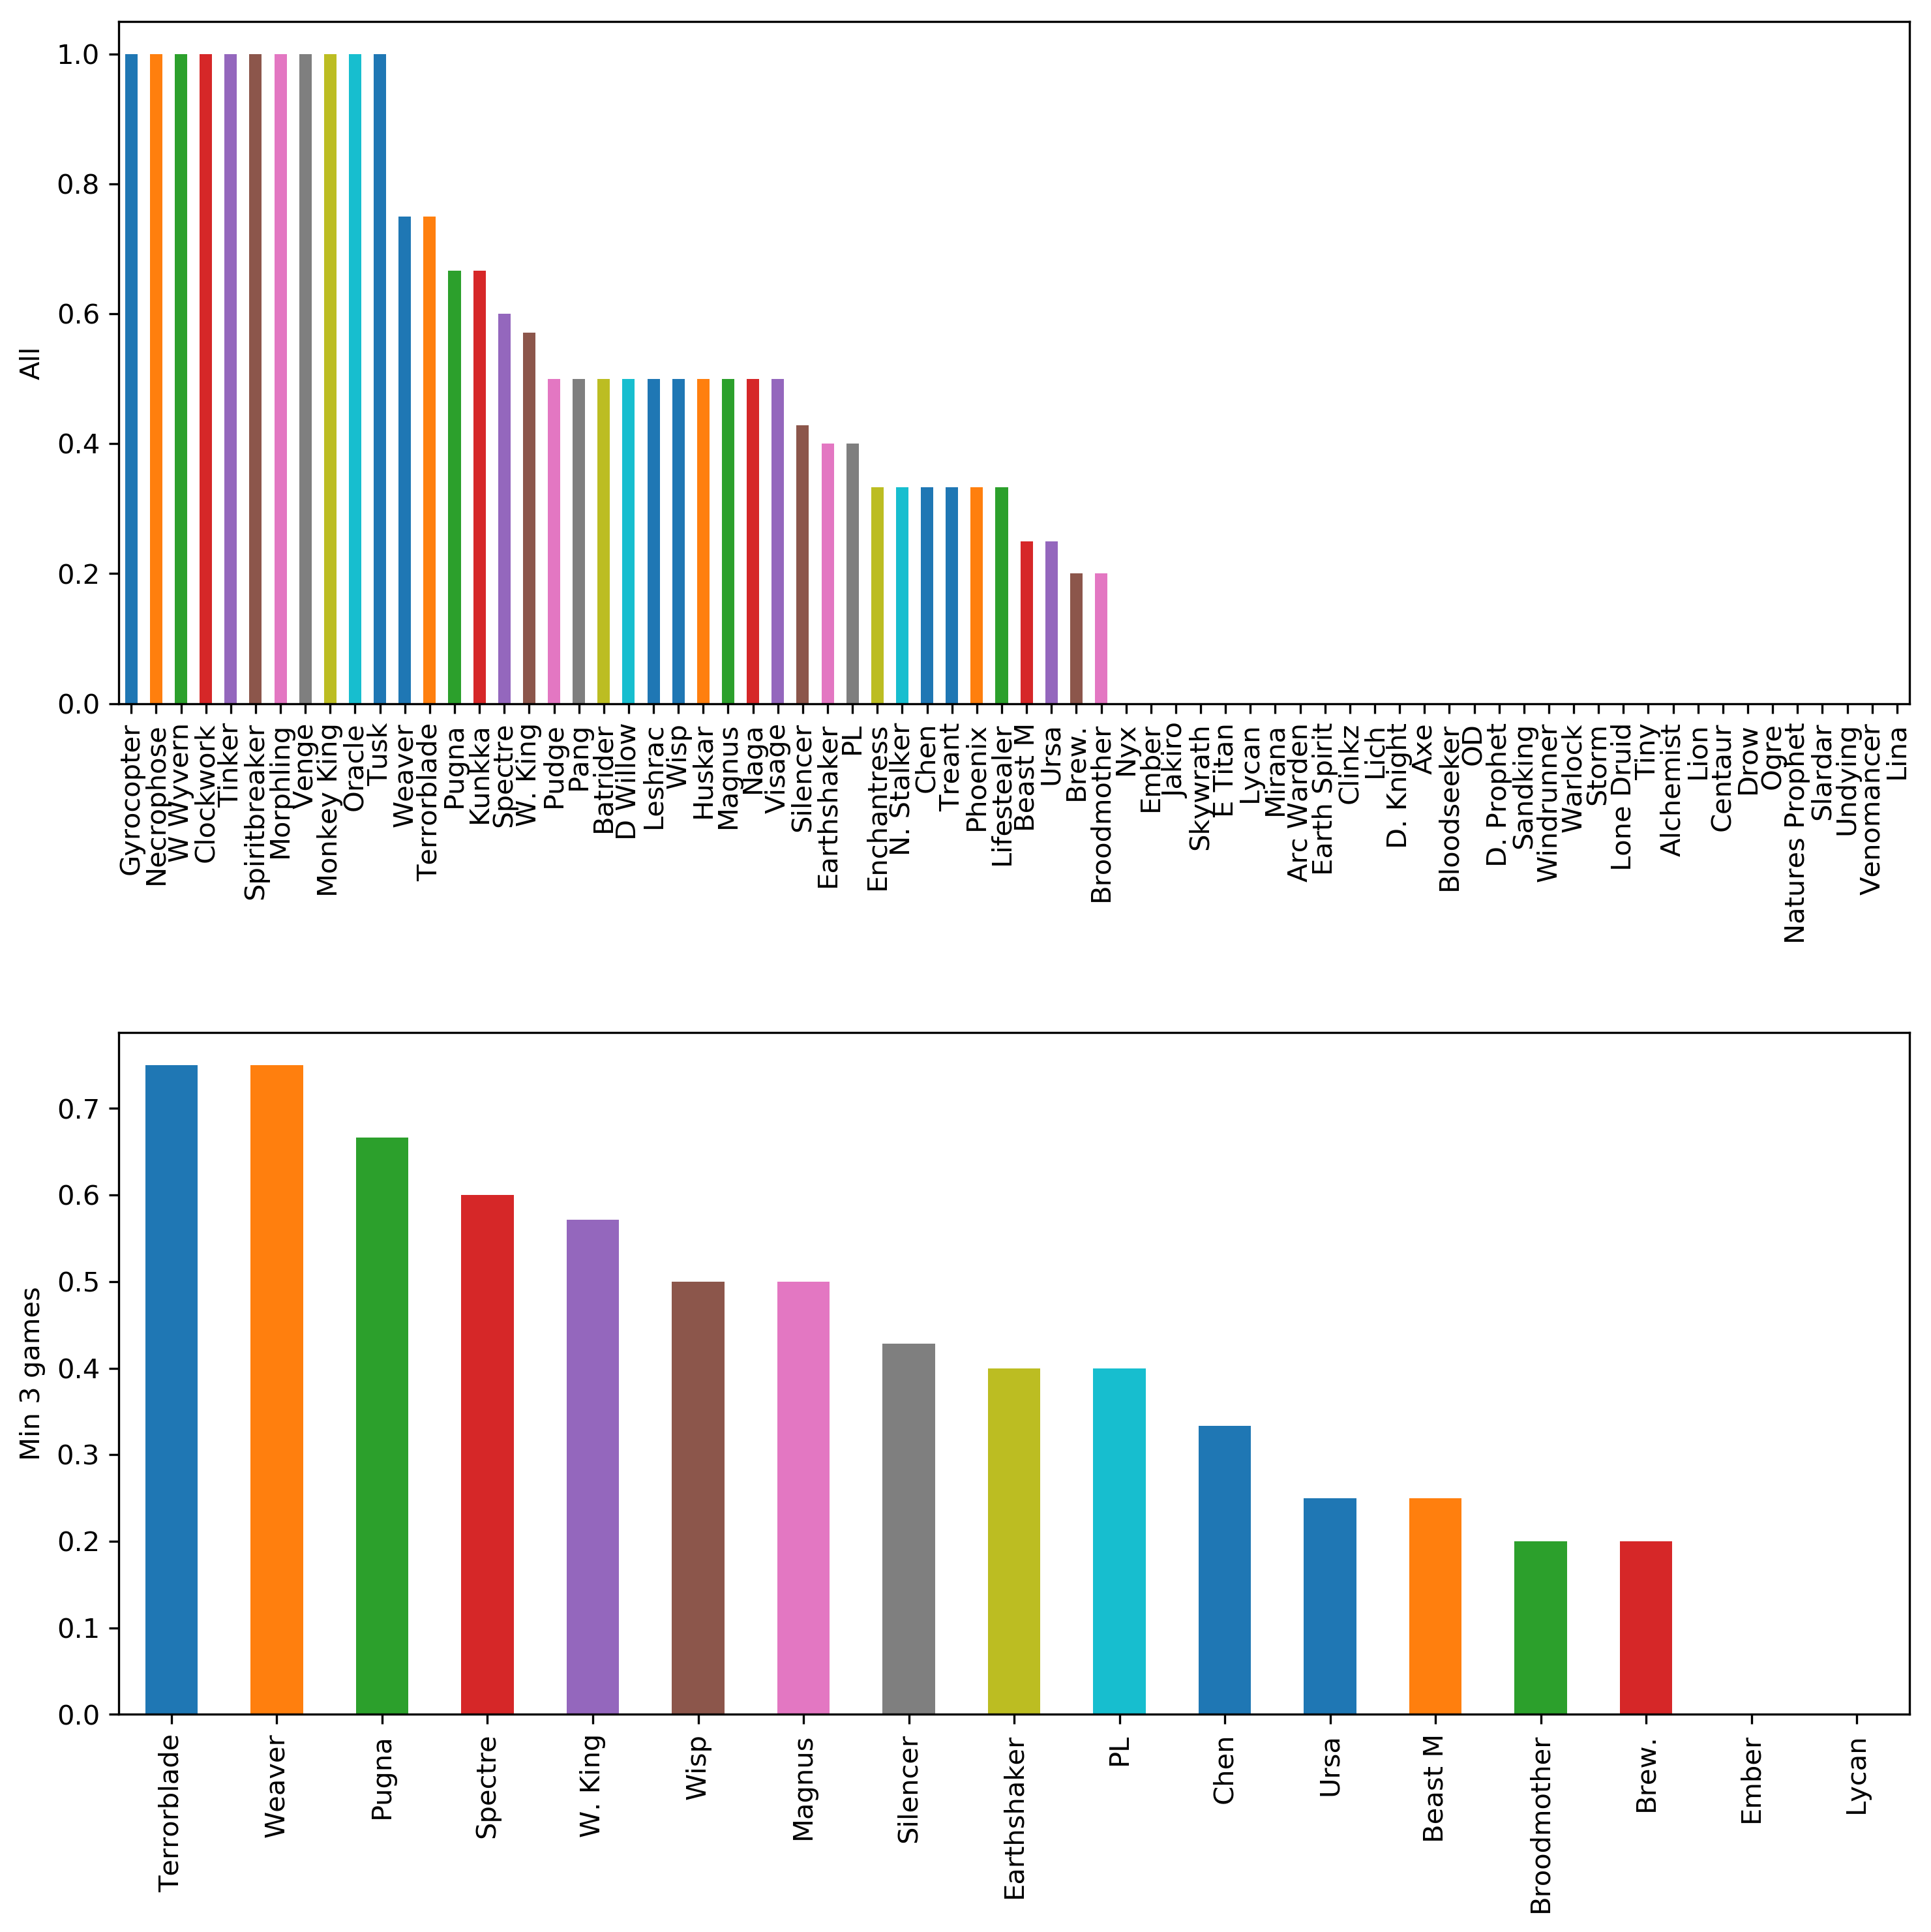 All
1.0
0.8
0.6
0.4
0.2
0.0
Gyrocopter
Necrophose
W Wyvern
Clockwork
Tinker
Spiritbreaker
Morphling
Venge
Monkey King
Oracle
Tusk
Weaver
Terrorblade
Pugna
Kunkka
Spectre
W. King
Pudge
Pang
Batrider
D Willow
Leshrac
Wisp
Huskar
Magnus
Naga
Visage
Silencer
Earthshaker
PL
Enchantress
N. Stalker
Chen
Treant
Phoenix
Lifestealer
Beast M
Ursa
Brew.
Broodmother
Nyx
Ember
Jakiro
Skywrath
E Titan
Lycan
Mirana
Arc Warden
Earth Spirit
Clinkz
Lich
D. Knight
Axe
Bloodseeker
OD
D. Prophet
Sandking
Windrunner
Warlock
Storm
Lone Druid
Tiny
Alchemist
Lion
Centaur
Drow
Ogre
Natures Prophet
Slardar
Undying
Venomancer
Lina
Min 3 games
0.7
0.6
0.5
0.4
0.3
0.2
0.1
0.0
Terrorblade
Weaver
Pugna
Spectre
W. King
Wisp
Magnus
Silencer
Earthshaker
PL
Chen
Ursa
Beast M
Broodmother
Brew.
Ember
Lycan